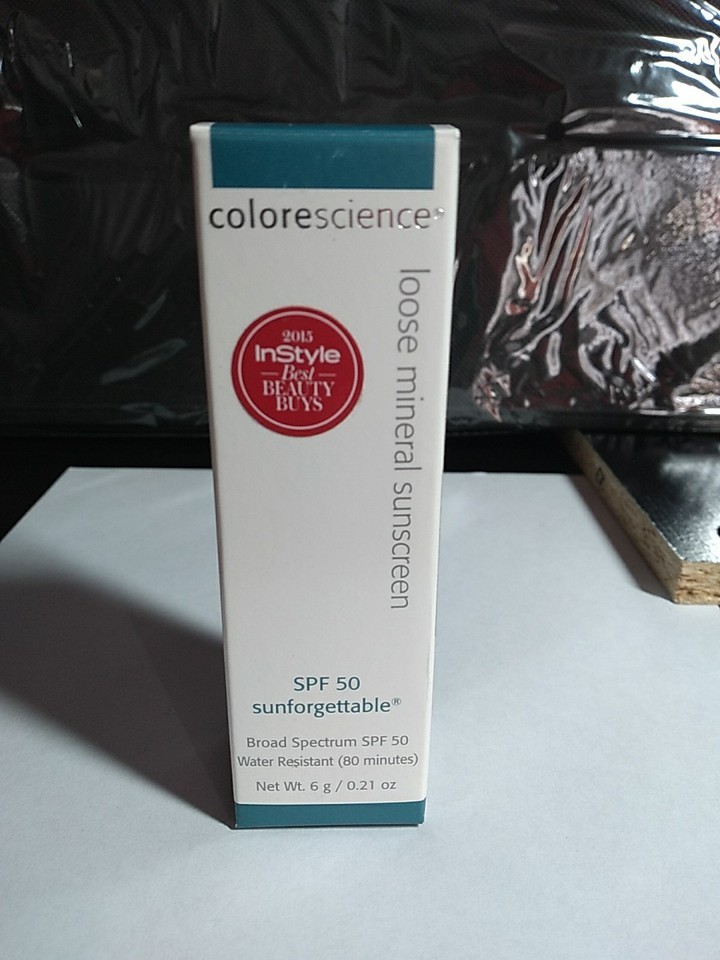 colorescience®
loose mineral sunscreen
2015
InStyle
Best
BEAUTY
BUYS
SPF 50
sunforgettable®
Broad Spectrum SPF 50
Water Resistant (80 minutes)
Net Wt. 6 g / 0.21 oz